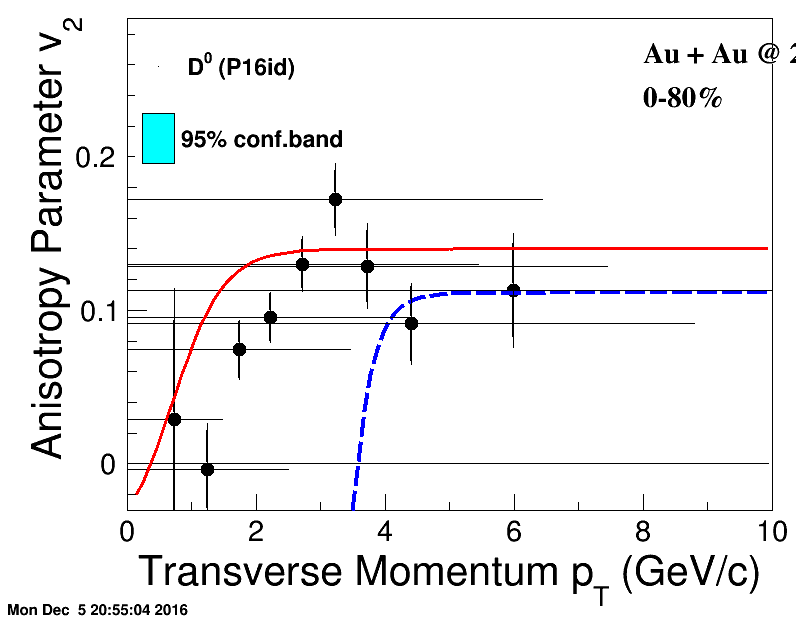 Anisotropy Parameter v2
D0 (P16id)
95% conf.band
Au + Au @ 2
0-80%
0.2
0.1
0
0 2 4 6 8 10
Transverse Momentum pT (GeV/c)
Mon Dec 5 20:55:04 2016